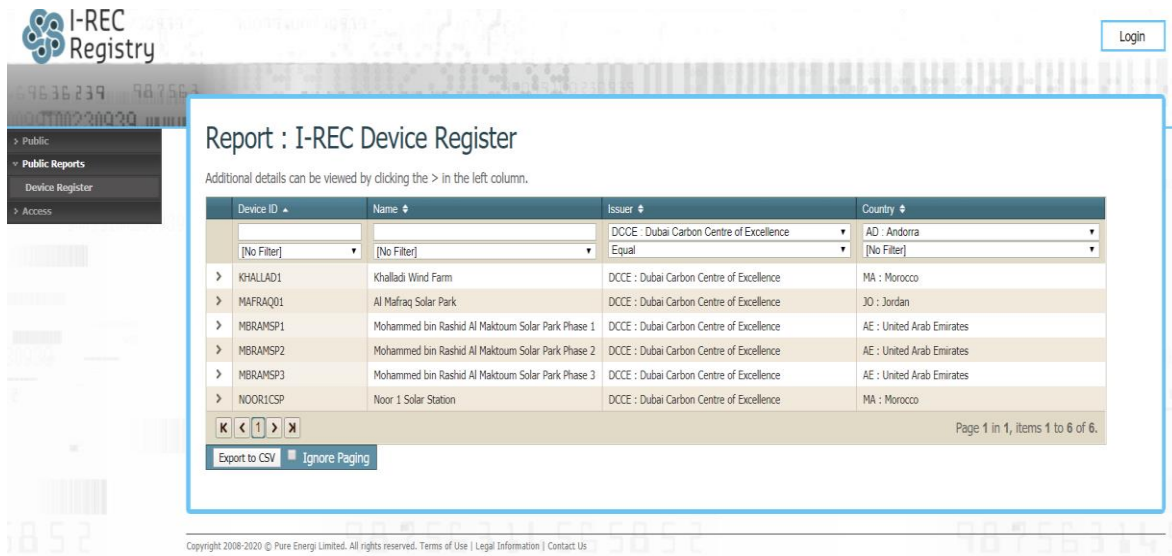 I-REC
Registry
Login
> Public
Public Reports
Device Register
> Access
Report : I-REC Device Register
Additional details can be viewed by clicking the > in the left column.
Device ID Name Issuer Country
DCCE : Dubai Carbon Centre of Excellence AD : Andorra
[No Filter] [No Filter] Equal [No Filter]
> KHALLAD1 Khalladi Wind Farm DCCE : Dubai Carbon Centre of Excellence MA : Morocco
> MAFRAQ01 Al Mafraq Solar Park DCCE : Dubai Carbon Centre of Excellence JO : Jordan
> MBRAMSP1 Mohammed bin Rashid Al Maktoum Solar Park Phase 1 DCCE : Dubai Carbon Centre of Excellence AE : United Arab Emirates
> MBRAMSP2 Mohammed bin Rashid Al Maktoum Solar Park Phase 2 DCCE : Dubai Carbon Centre of Excellence AE : United Arab Emirates
> MBRAMSP3 Mohammed bin Rashid Al Maktoum Solar Park Phase 3 DCCE : Dubai Carbon Centre of Excellence AE : United Arab Emirates
> NOOR1CSP Noor 1 Solar Station DCCE : Dubai Carbon Centre of Excellence MA : Morocco
K < 1 > Page 1 in 1, items 1 to 6 of 6.
Export to CSV Ignore Paging
Copyright 2008-2020 © Pure Energi Limited. All rights reserved. Terms of Use | Legal Information | Contact Us